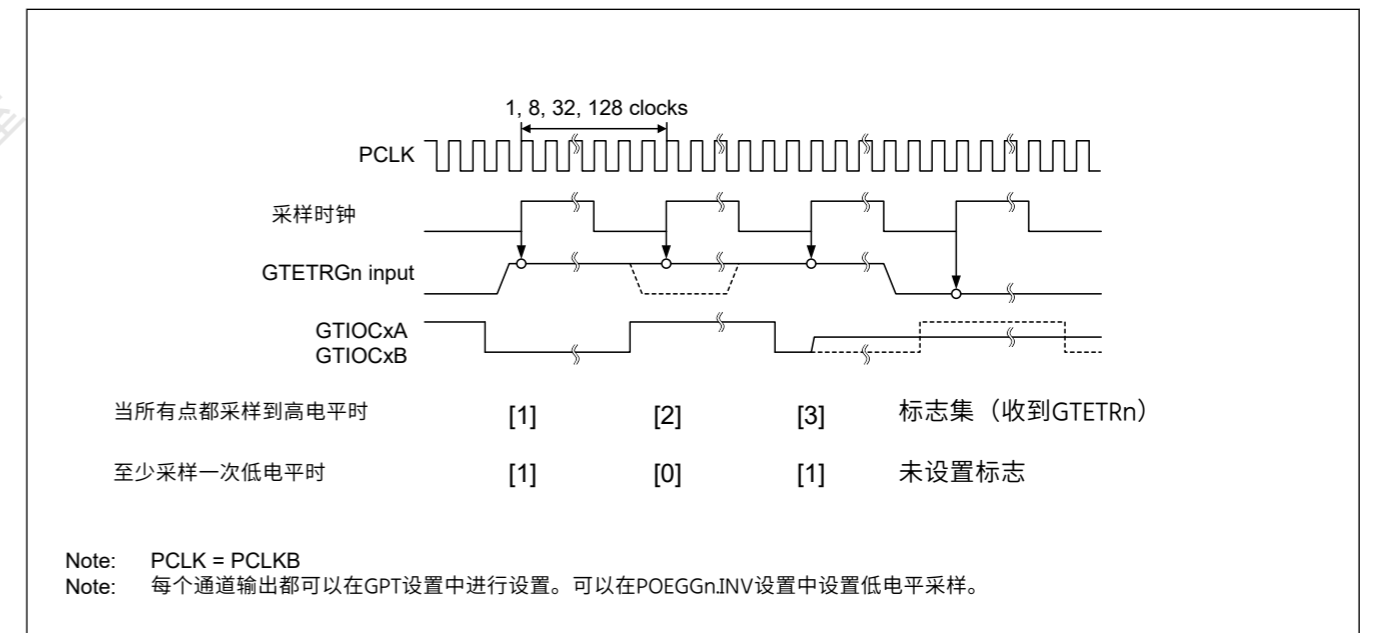 1, 8, 32, 128 clocks
PCLK
采样时钟
GTETRGn input
GTIOCxA
GTIOCxB
当所有点都采样到高电平时 [1] [2] [3] 标志集（收到GTETRn）
至少采样一次低电平时 [1] [0] [1] 未设置标志
Note: PCLK = PCLKB
Note: 每个通道输出都可以在GPT设置中进行设置。可以在POEGGn.INV设置中设置低电平采样。